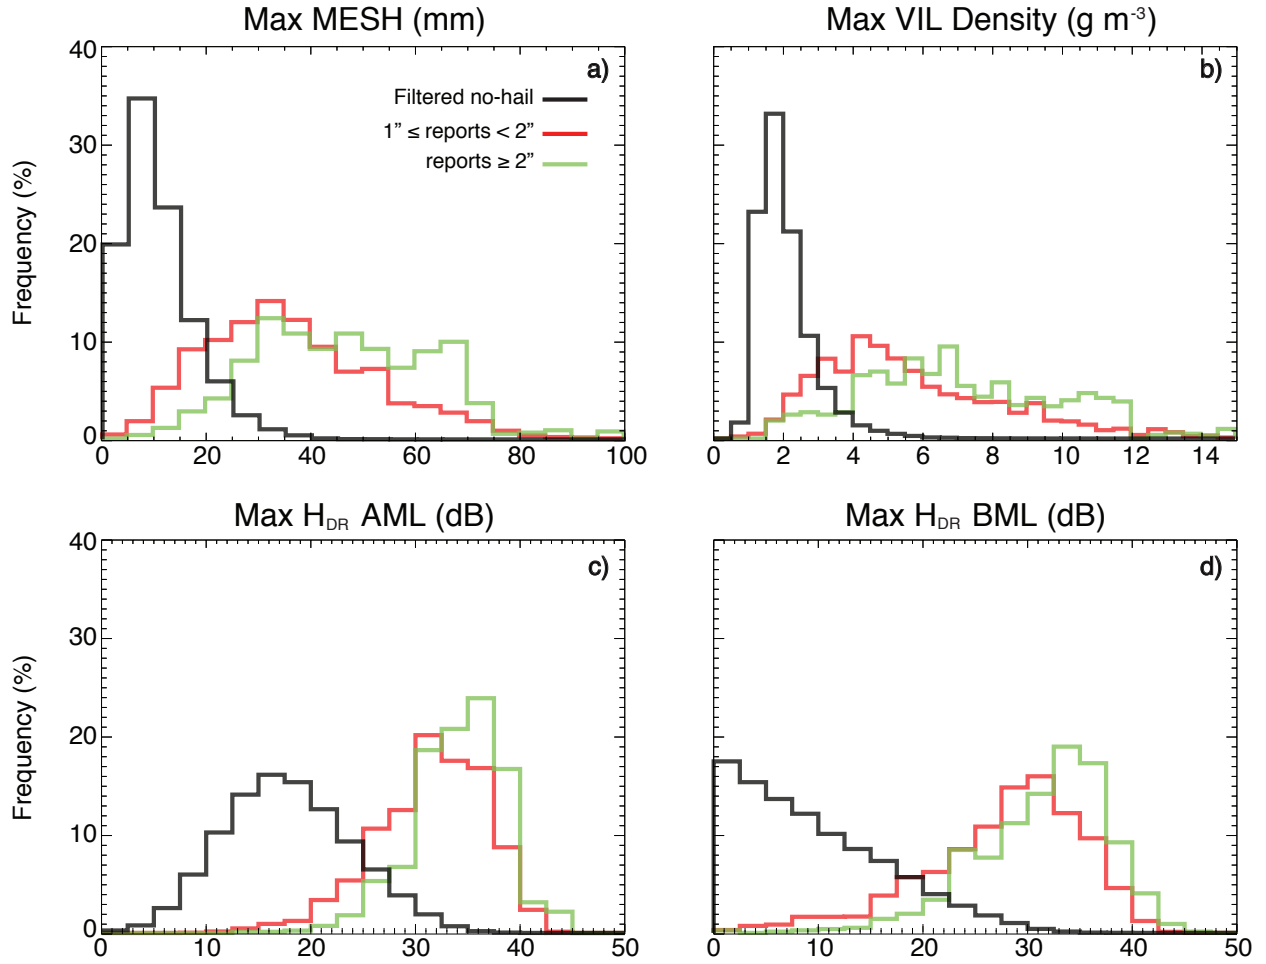 Max MESH (mm)
Max VIL Density (g m⁻³)
a)
b)
Filtered no-hail
1” ≤ reports < 2”
reports ≥ 2”
Frequency (%)
40
30
20
10
0
0 20 40 60 80 100
0 2 4 6 8 10 12 14
Max H_DR AML (dB)
Max H_DR BML (dB)
c)
d)
Frequency (%)
40
30
20
10
0
0 10 20 30 40 50
0 10 20 30 40 50